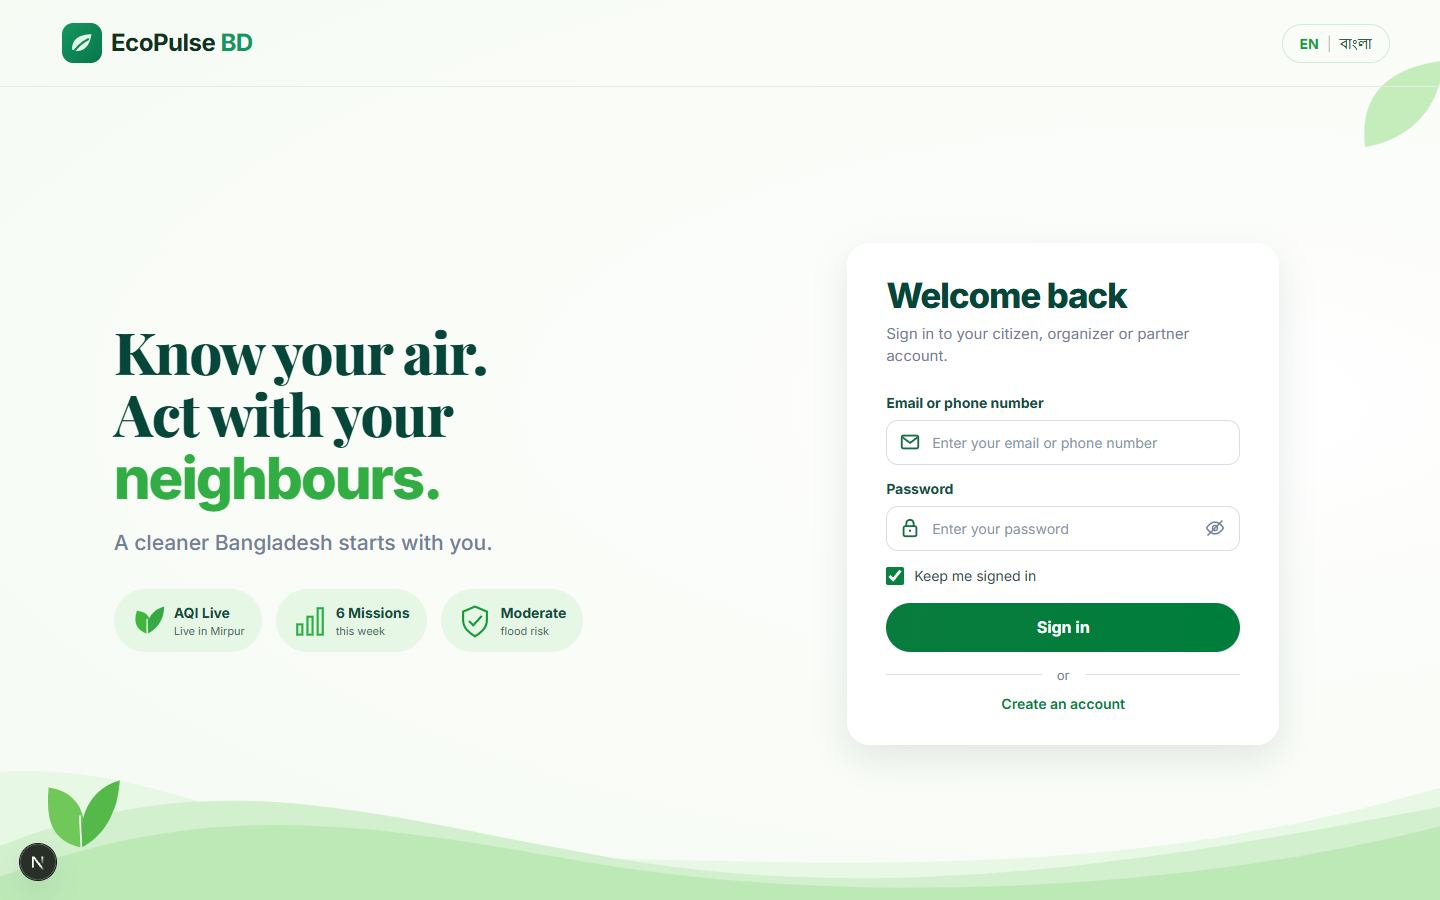 EcoPulse BD
EN | বাংলা
Know your air.
Act with your
neighbours.
A cleaner Bangladesh starts with you.
AQI Live
Live in Mirpur
6 Missions
this week
Moderate
flood risk
Welcome back
Sign in to your citizen, organizer or partner
account.
Email or phone number
Enter your email or phone number
Password
Enter your password
Keep me signed in
Sign in
or
Create an account
N